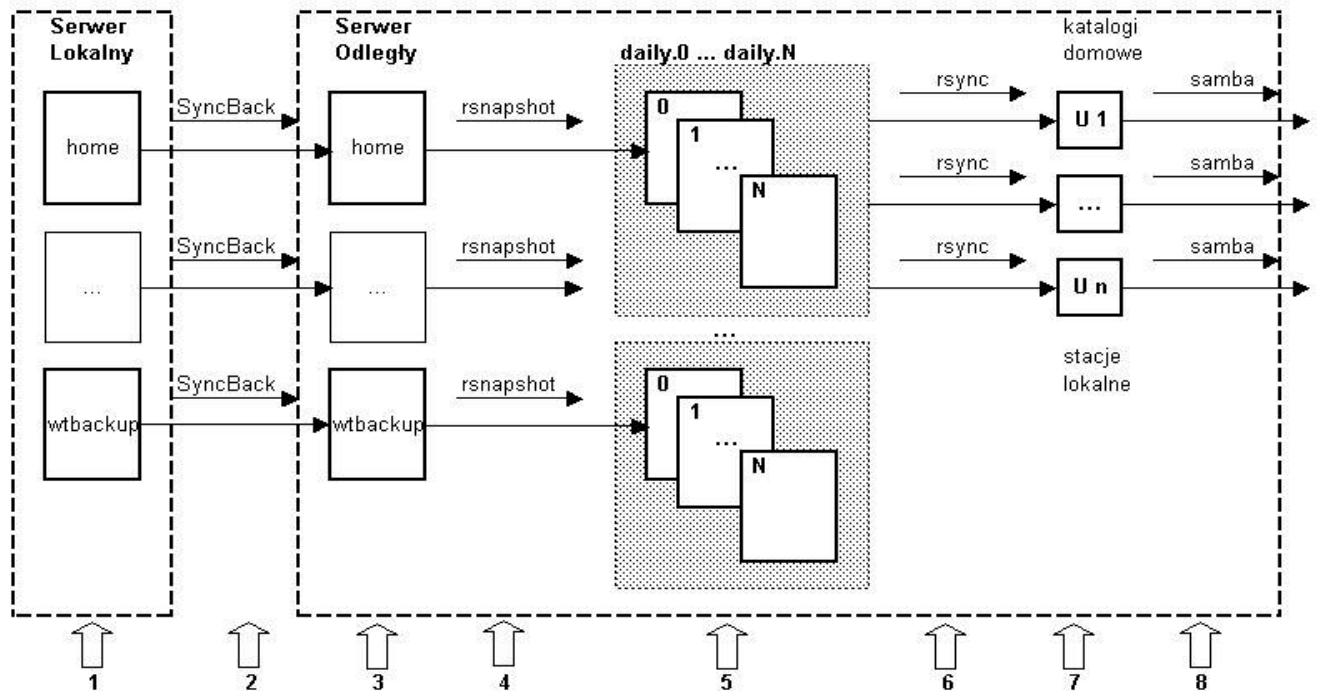 Serwer
Lokalny
Serwer
Odległy
daily.0 ... daily.N
katalogi
domowe
home
SyncBack
home
rsnapshot
0
1
...
N
rsync
U 1
samba
rsync
...
samba
...
SyncBack
...
rsnapshot
rsync
U n
samba
...
wtbackup
SyncBack
wtbackup
rsnapshot
0
1
...
N
stacje
lokalne
1
2
3
4
5
6
7
8